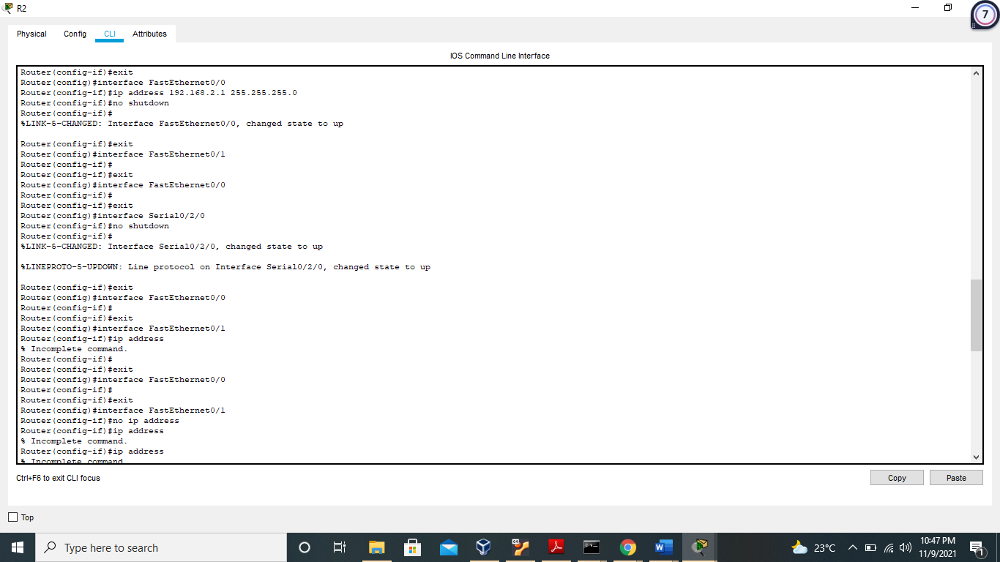 R2
7
Physical Config CLI Attributes
IOS Command Line Interface
Router(config-if)#exit
Router(config)#interface FastEthernet0/0
Router(config-if)#ip address 192.168.2.1 255.255.255.0
Router(config-if)#no shutdown
Router(config-if)#
%LINK-5-CHANGED: Interface FastEthernet0/0, changed state to up
Router(config-if)#exit
Router(config)#interface FastEthernet0/1
Router(config-if)#
Router(config-if)#exit
Router(config)#interface FastEthernet0/0
Router(config-if)#
Router(config-if)#exit
Router(config)#interface Serial0/2/0
Router(config-if)#no shutdown
Router(config-if)#
%LINK-5-CHANGED: Interface Serial0/2/0, changed state to up
%LINEPROTO-5-UPDOWN: Line protocol on Interface Serial0/2/0, changed state to up
Router(config-if)#exit
Router(config)#interface FastEthernet0/0
Router(config-if)#
Router(config-if)#exit
Router(config)#interface FastEthernet0/1
Router(config-if)#ip address
% Incomplete command.
Router(config-if)#
Router(config-if)#exit
Router(config)#interface FastEthernet0/0
Router(config-if)#
Router(config-if)#exit
Router(config)#interface FastEthernet0/1
Router(config-if)#no ip address
Router(config-if)#ip address
% Incomplete command.
Router(config-if)#ip address
% Incomplete command
Ctrl+F6 to exit CLI focus
Copy Paste
Top
Type here to search
64
W
23°C
10:47 PM
11/9/2021
1